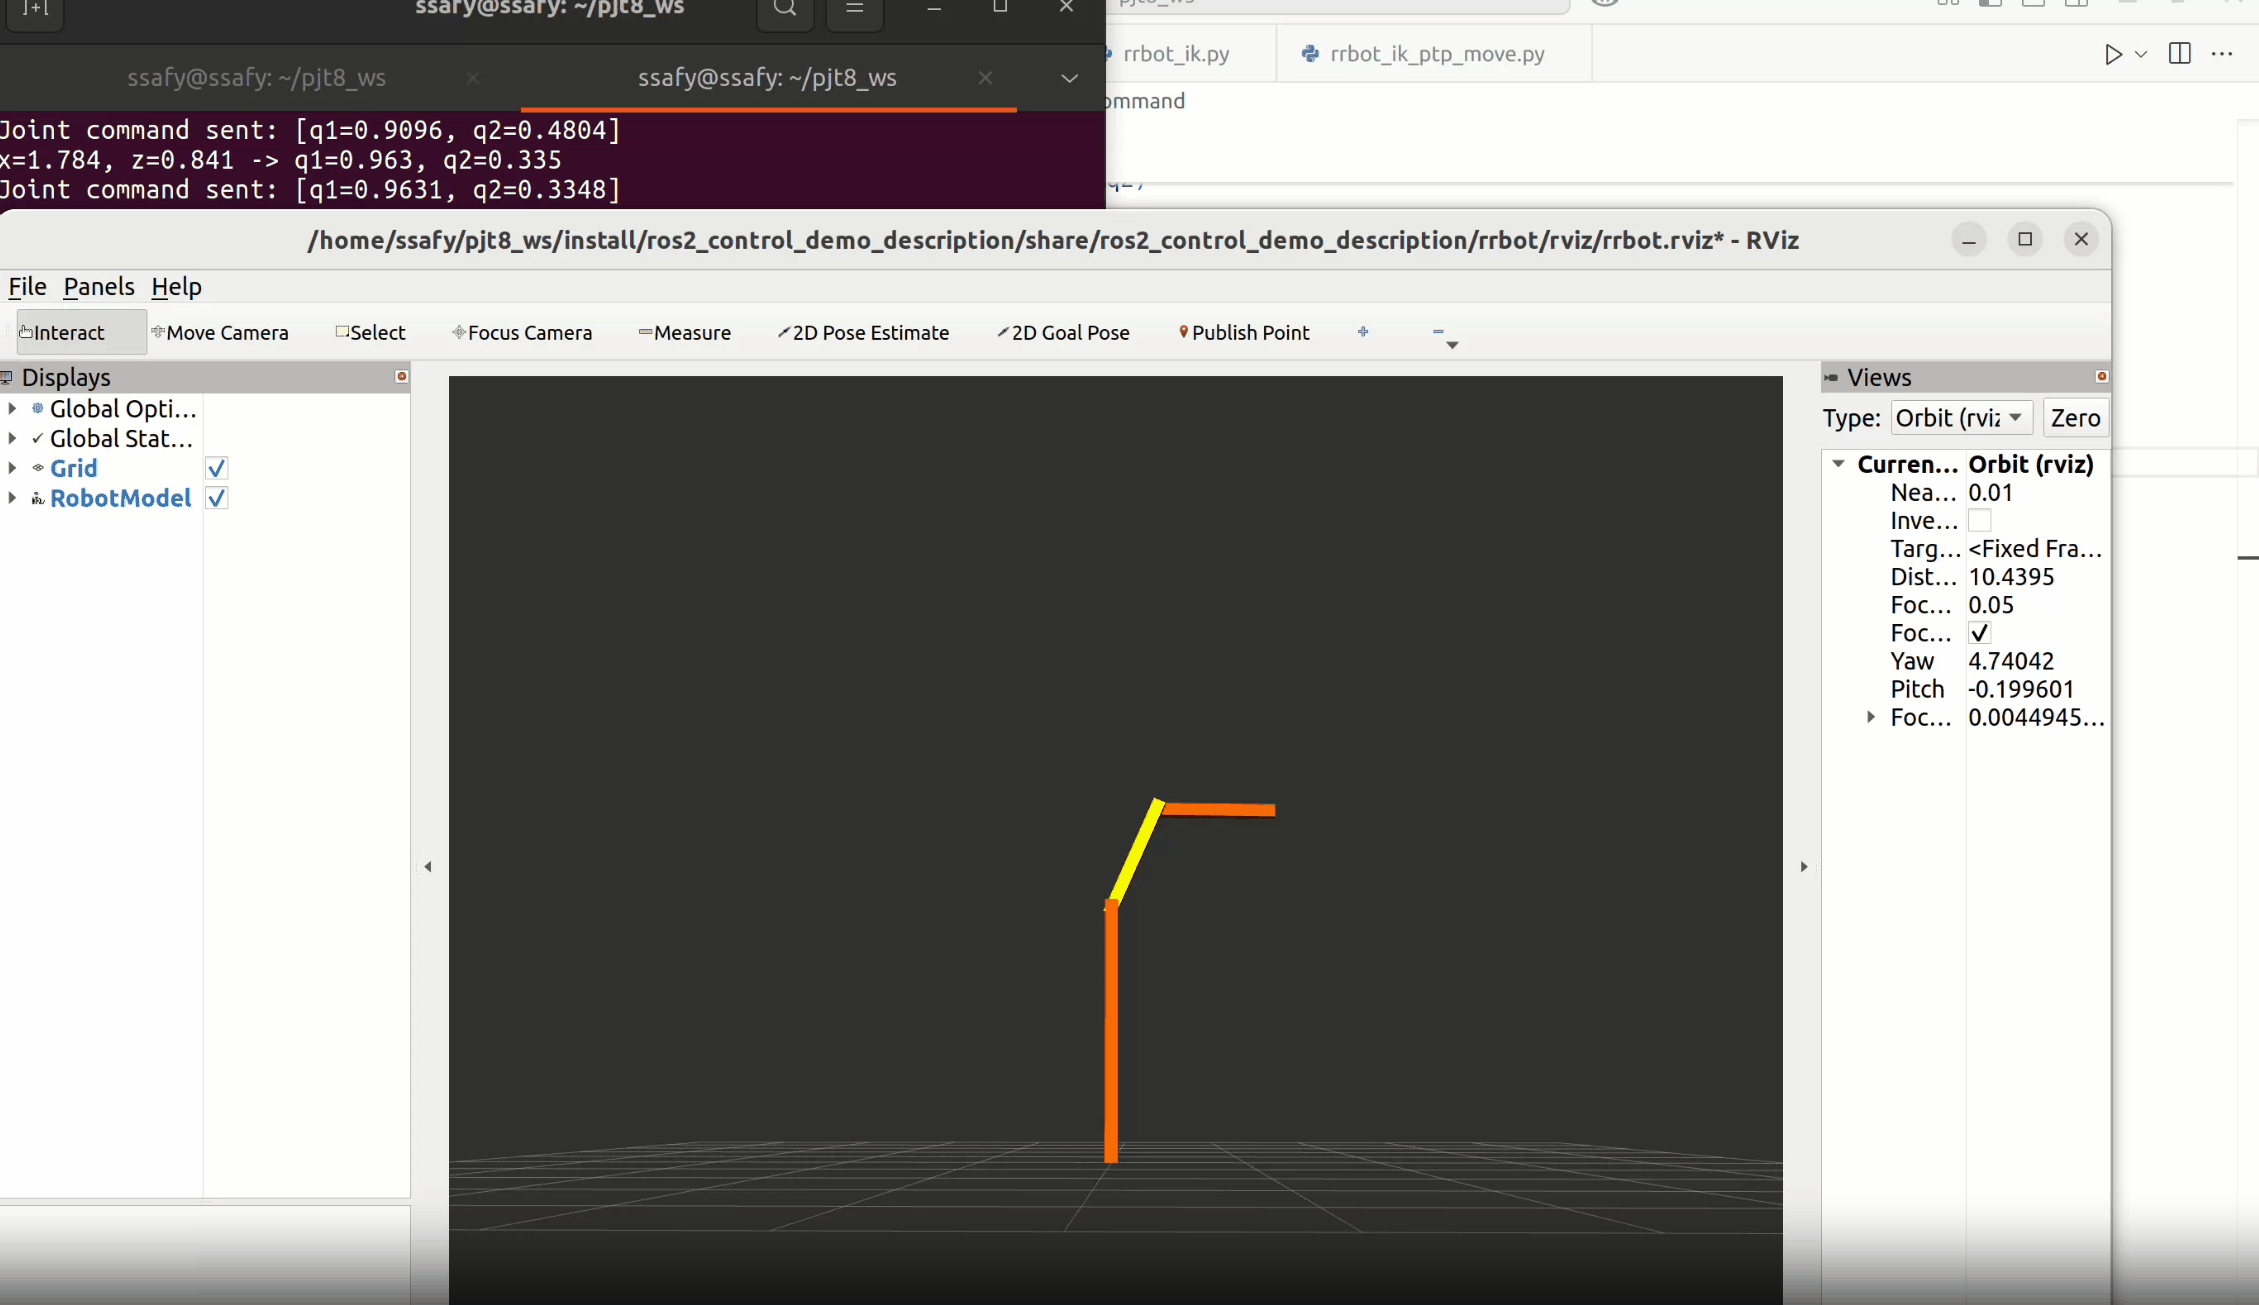 ssafy@ssafy: ~/pjt8_ws
pjt8_ws
ssafy@ssafy: ~/pjt8_ws
ssafy@ssafy: ~/pjt8_ws
rrbot_ik.py
rrbot_ik_ptp_move.py
ommand
Joint command sent: [q1=0.9096, q2=0.4804]
x=1.784, z=0.841 -> q1=0.963, q2=0.335
Joint command sent: [q1=0.9631, q2=0.3348]
/home/ssafy/pjt8_ws/install/ros2_control_demo_description/share/ros2_control_demo_description/rrbot/rviz/rrbot.rviz* - RViz
File Panels Help
Interact Move Camera Select Focus Camera Measure 2D Pose Estimate 2D Goal Pose Publish Point
Displays
Global Opti...
Global Stat...
Grid
RobotModel
Views
Type: Orbit (rviz Zero
Curren... Orbit (rviz)
Nea... 0.01
Inve...
Targ... <Fixed Fra...
Dist... 10.4395
Foc... 0.05
Foc...
Yaw 4.74042
Pitch -0.199601
Foc... 0.0044945...